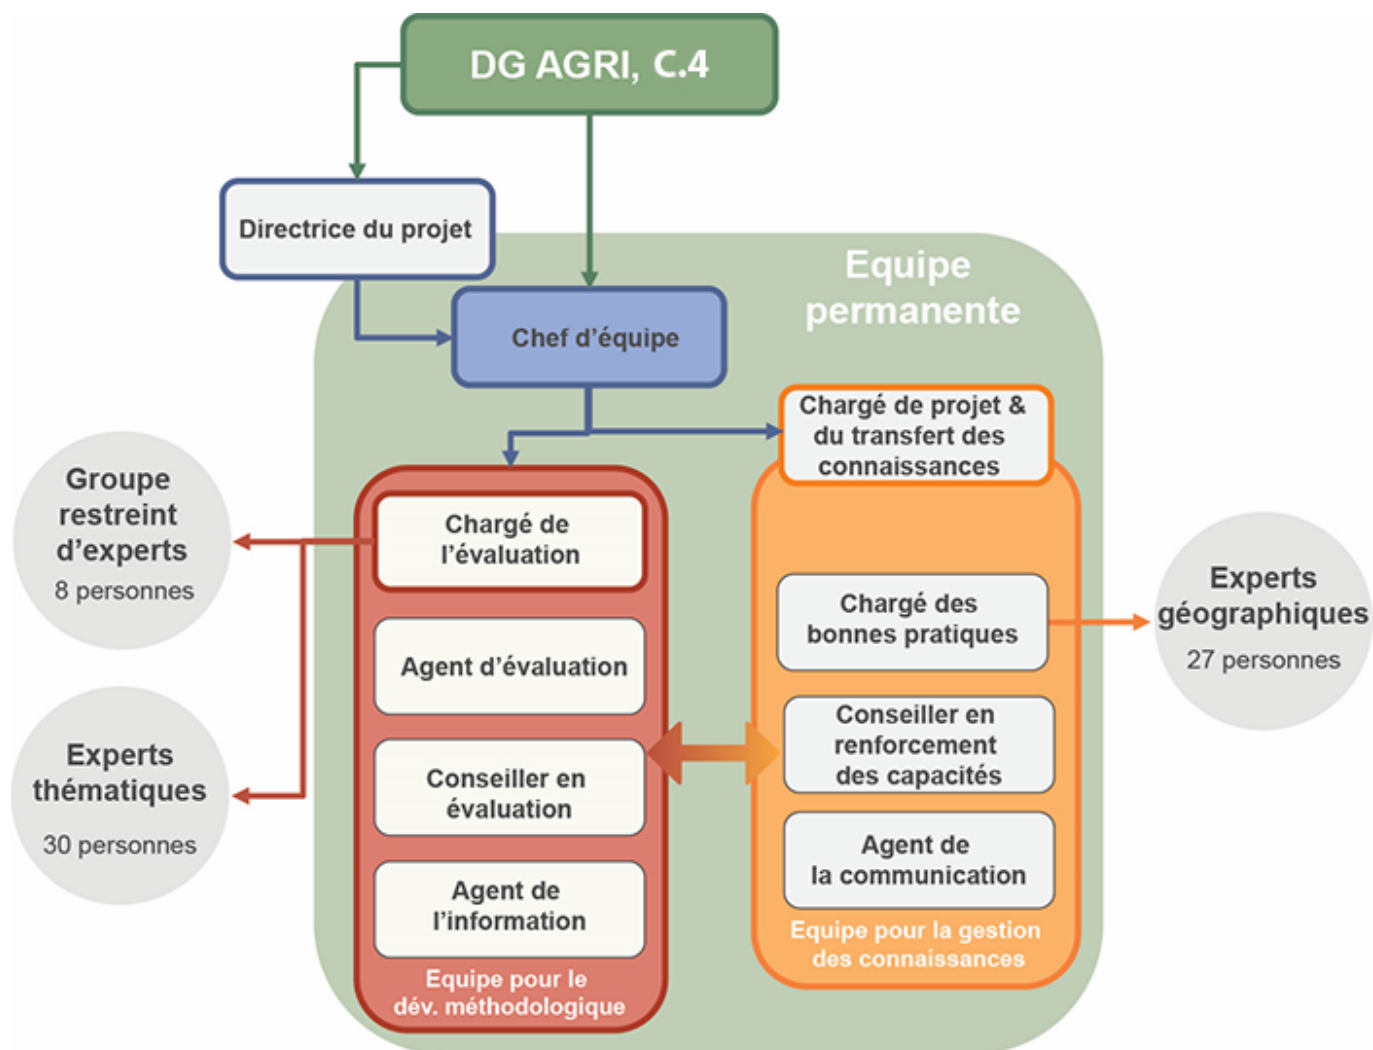 DG AGRI, C.4
Directrice du projet
Equipe
permanente
Chef d’équipe
Chargé de projet &
du transfert des
connaissances
Groupe
restreint
d’experts
8 personnes
Chargé de
l’évaluation
Experts
géographiques
27 personnes
Chargé des
bonnes pratiques
Agent d’évaluation
Conseiller en
renforcement
des capacités
Experts
thématiques
30 personnes
Conseiller en
évaluation
Agent de
la communication
Agent de
l’information
Equipe pour la gestion
des connaissances
Equipe pour le
dév. méthodologique